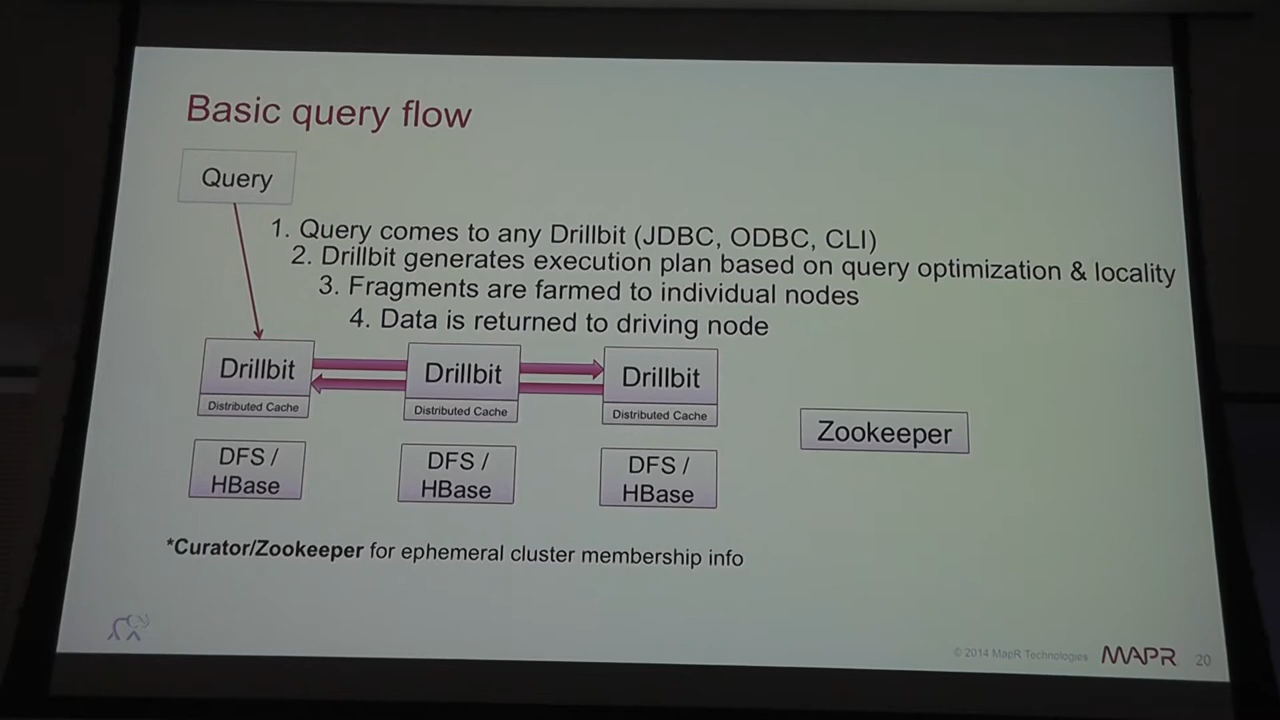 Basic query flow
Query
1. Query comes to any Drillbit (JDBC, ODBC, CLI)
2. Drillbit generates execution plan based on query optimization & locality
3. Fragments are farmed to individual nodes
4. Data is returned to driving node
Drillbit
Distributed Cache
Drillbit
Distributed Cache
Drillbit
Distributed Cache
Zookeeper
DFS /
HBase
DFS /
HBase
DFS /
HBase
*Curator/Zookeeper for ephemeral cluster membership info
© 2014 MapR Technologies
MAPR
20